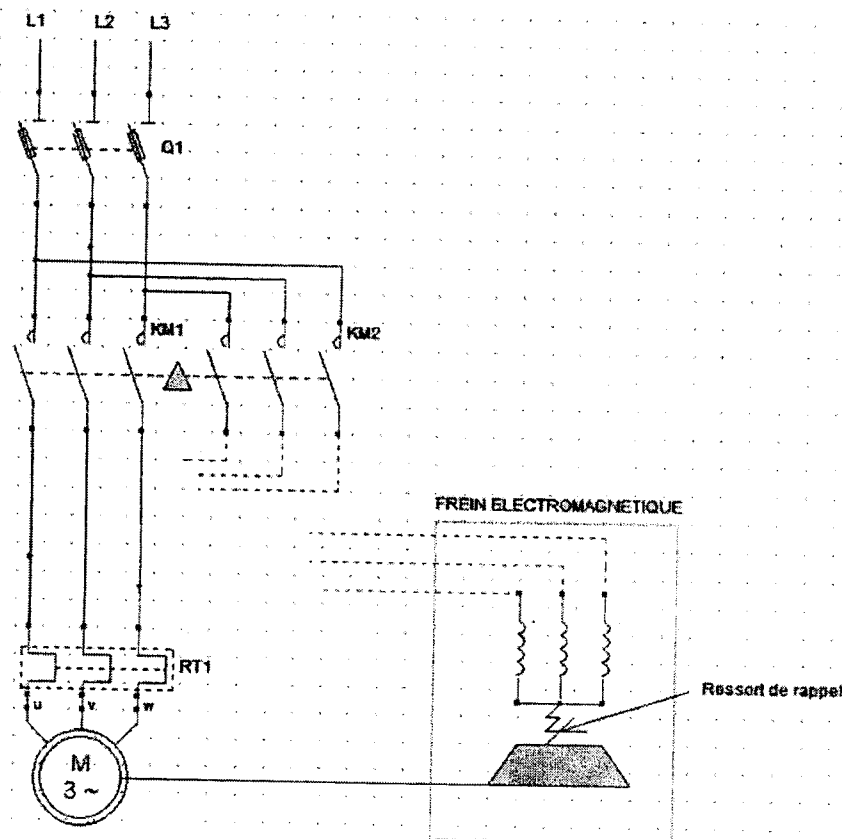 L1 L2 L3
Q1
KM1 KM2
FREIN ELECTROMAGNETIQUE
RT1
u v w
Ressort de rappel
M
3 ~